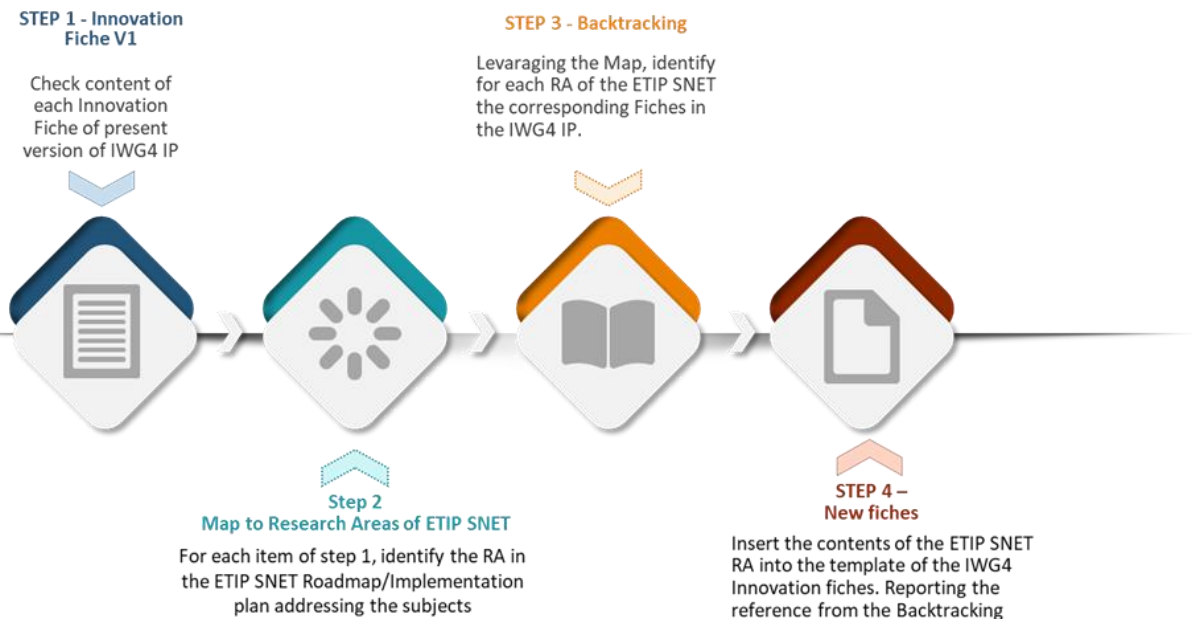 STEP 1 - Innovation
Fiche V1
Check content of
each Innovation
Fiche of present
version of IWG4 IP
STEP 3 - Backtracking
Levaraging the Map, identify
for each RA of the ETIP SNET
the corresponding Fiches in
the IWG4 IP.
Step 2
Map to Research Areas of ETIP SNET
For each item of step 1, identify the RA in
the ETIP SNET Roadmap/Implementation
plan addressing the subjects
STEP 4 –
New fiches
Insert the contents of the ETIP SNET
RA into the template of the IWG4
Innovation fiches. Reporting the
reference from the Backtracking